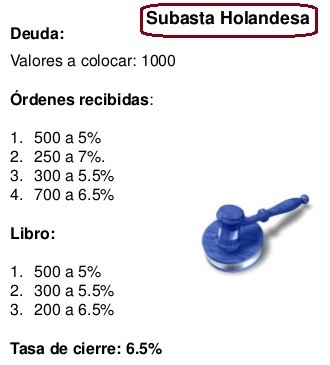 Subasta Holandesa
Deuda:
Valores a colocar: 1000
Órdenes recibidas:
1. 500 a 5%
2. 250 a 7%.
3. 300 a 5.5%
4. 700 a 6.5%
Libro:
1. 500 a 5%
2. 300 a 5.5%
3. 200 a 6.5%
Tasa de cierre: 6.5%